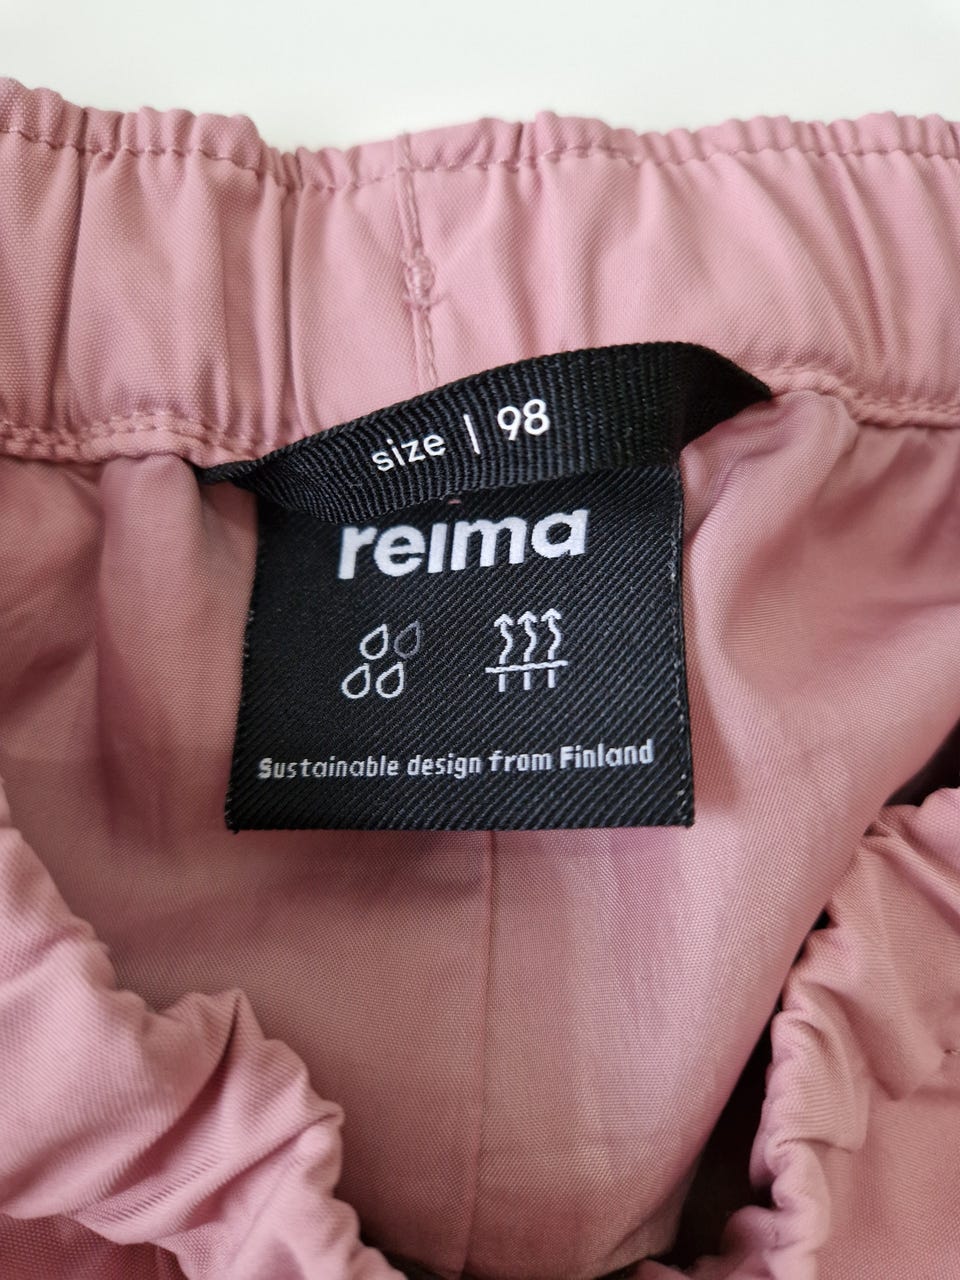 size | 98
reima
Sustainable design from Finland